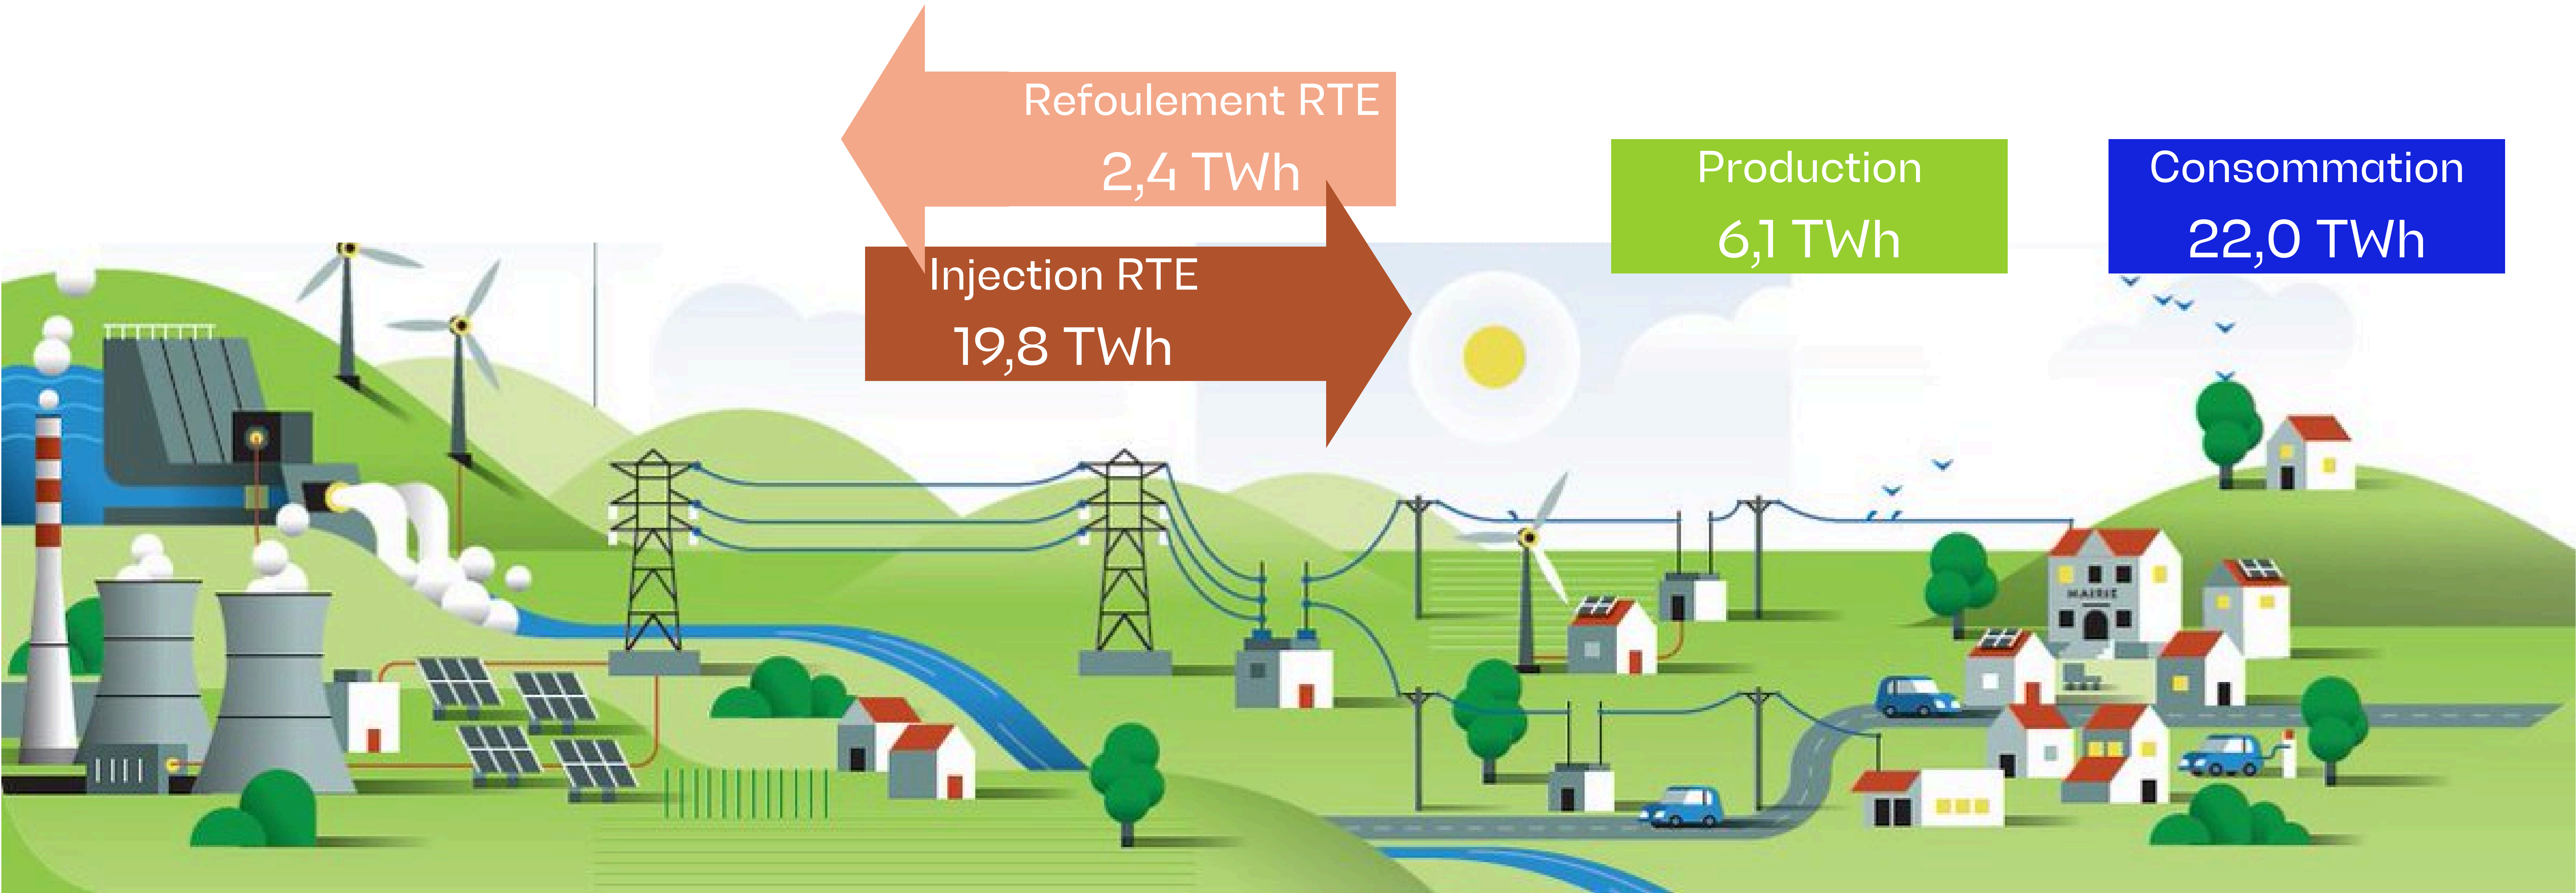 Refoulement RTE
2,4 TWh
Production
6,1 TWh
Consommation
22,0 TWh
Injection RTE
19,8 TWh
MAIRIE